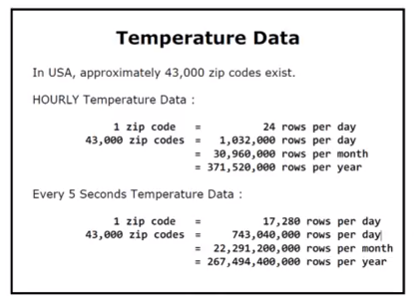 Temperature Data
In USA, approximately 43,000 zip codes exist.
HOURLY Temperature Data :
1 zip code = 24 rows per day
43,000 zip codes = 1,032,000 rows per day
= 30,960,000 rows per month
= 371,520,000 rows per year
Every 5 Seconds Temperature Data :
1 zip code = 17,280 rows per day
43,000 zip codes = 743,040,000 rows per day
= 22,291,200,000 rows per month
= 267,494,400,000 rows per year